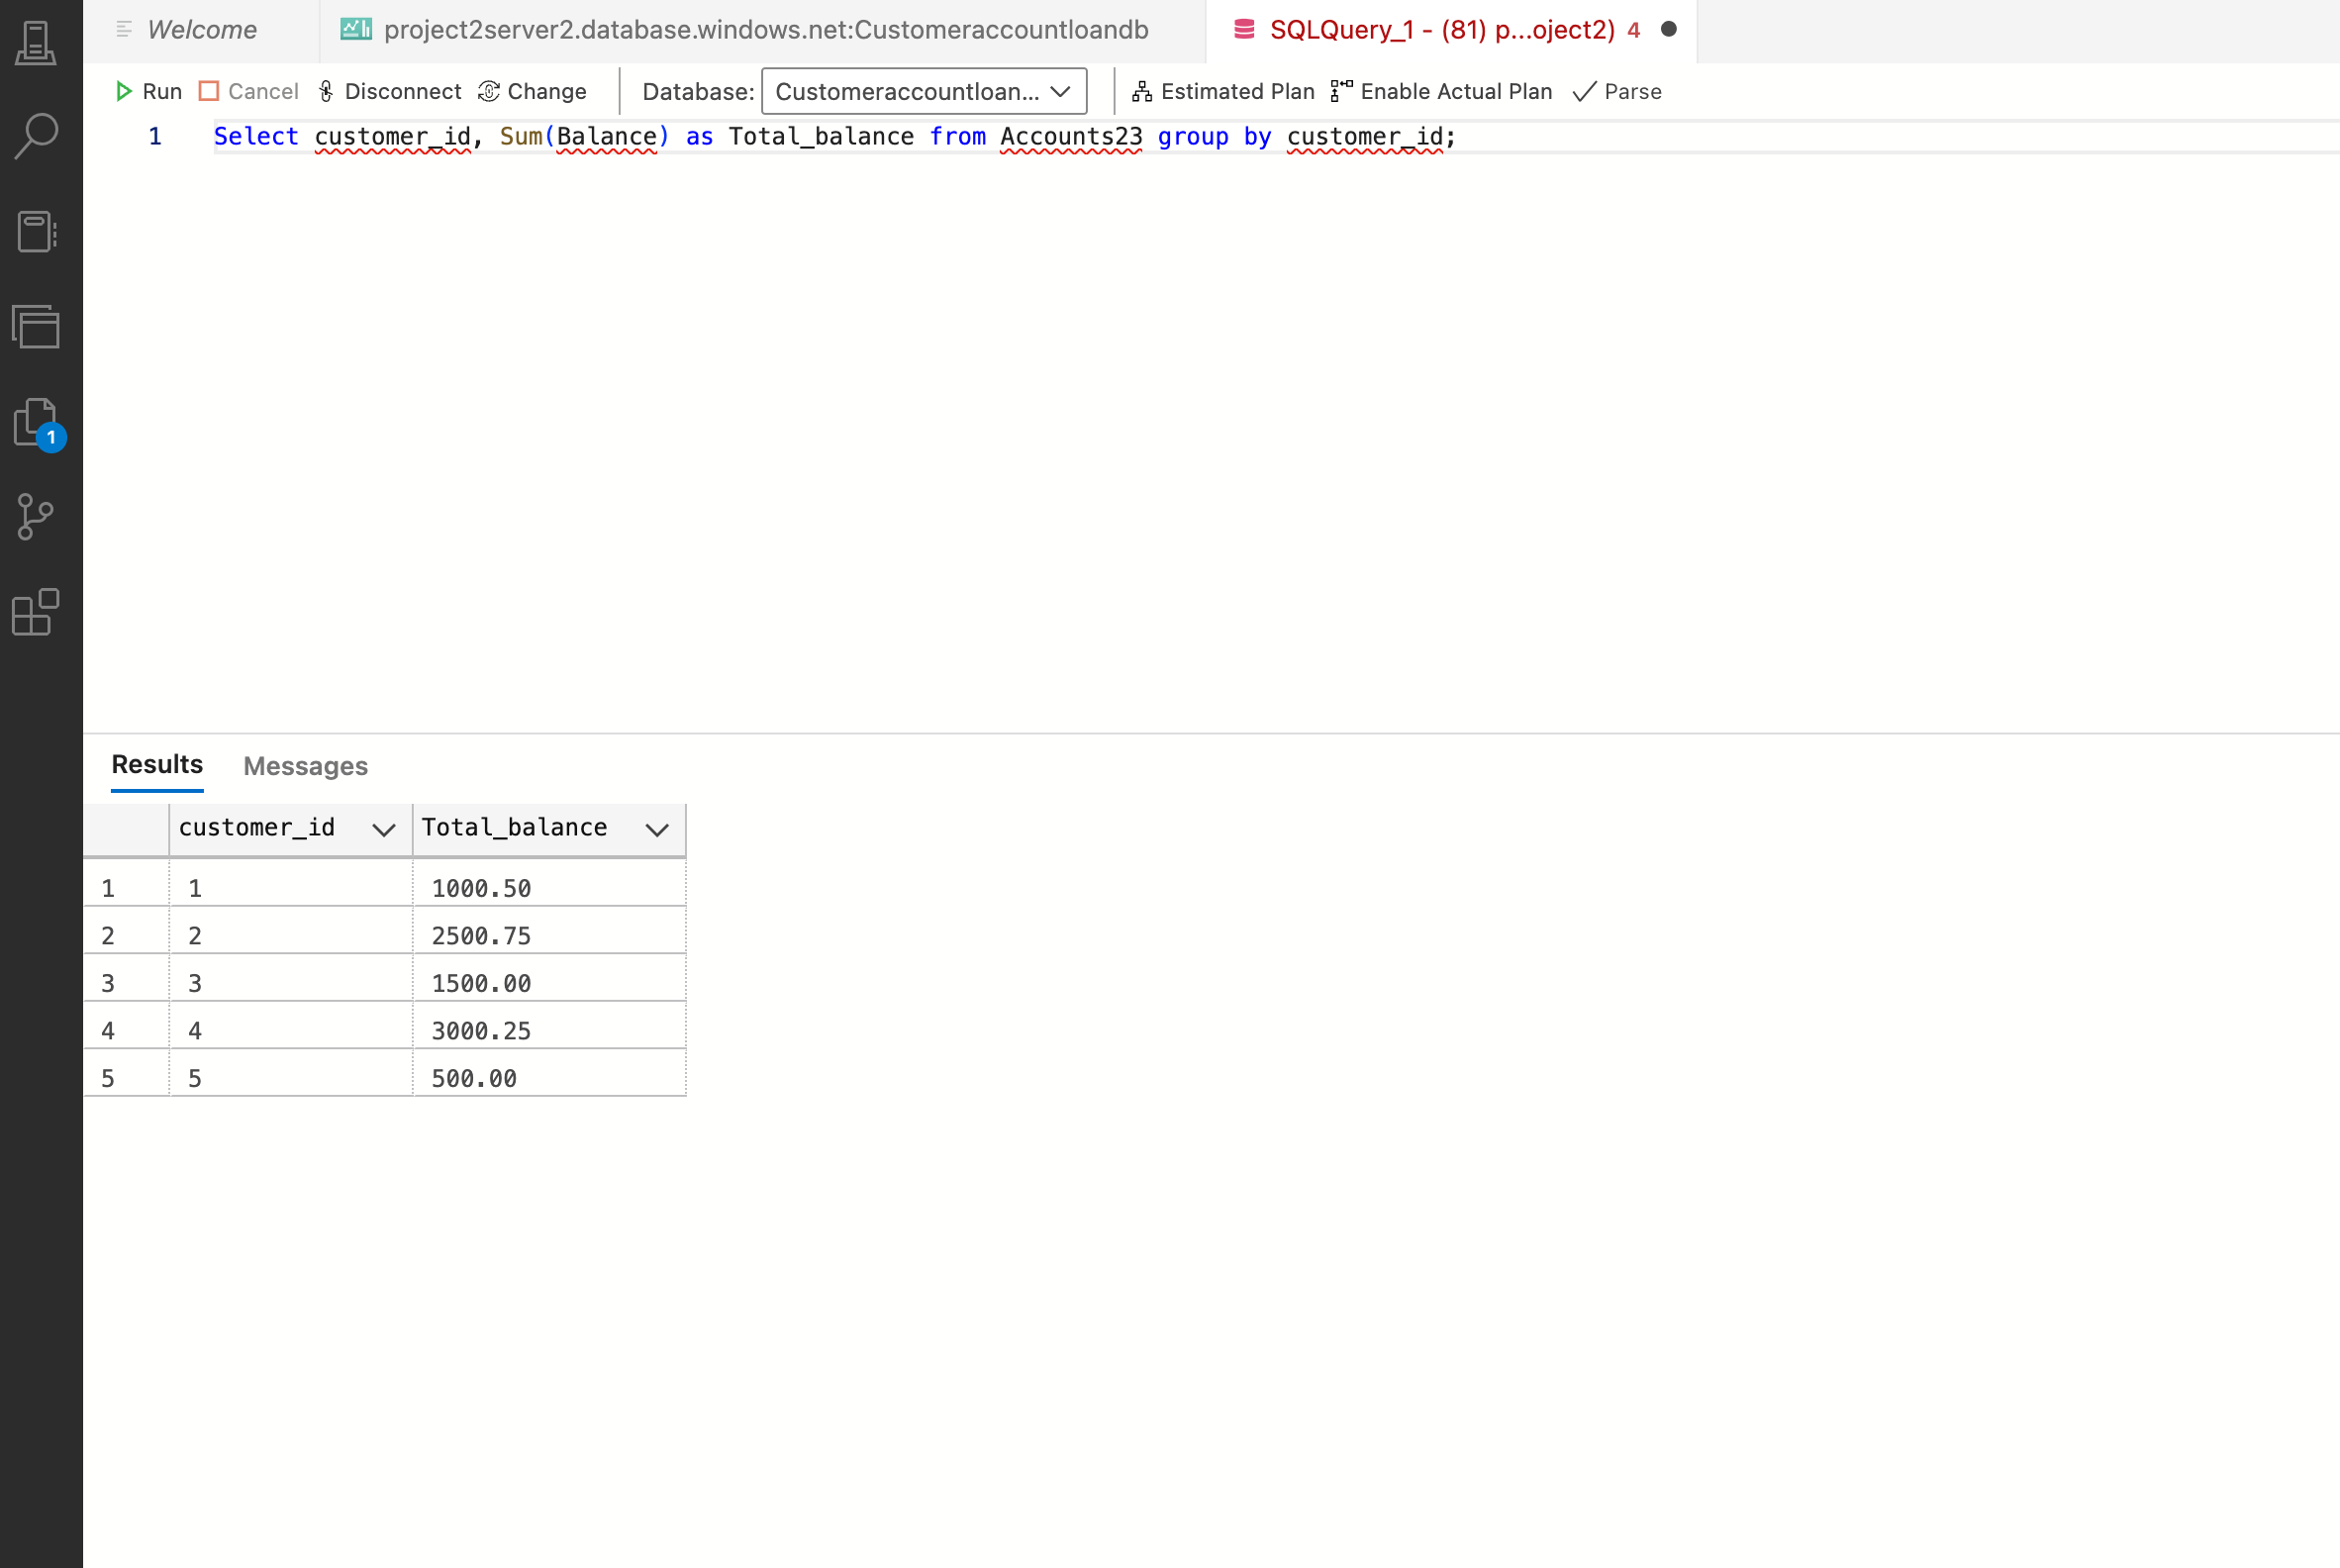 Welcome project2server2.database.windows.net:Customeraccountloandb SQLQuery_1 - (81) p...oject2) 4
Run Cancel Disconnect Change Database: Customeraccountloan... Estimated Plan Enable Actual Plan Parse
1 Select customer_id, Sum(Balance) as Total_balance from Accounts23 group by customer_id;
1
Results Messages
customer_id Total_balance
1 1 1000.50
2 2 2500.75
3 3 1500.00
4 4 3000.25
5 5 500.00